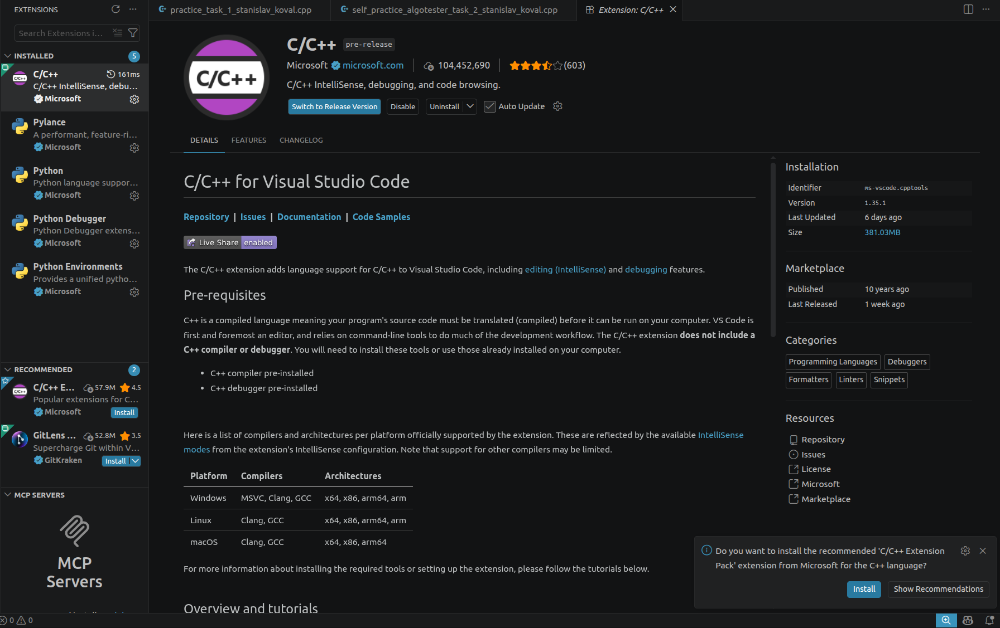 EXTENSIONS
Search Extensions i...
INSTALLED
5
C/C++
161ms
C/C++ IntelliSense, debu...
Microsoft
Pylance
A performant, feature-ri...
Microsoft
Python
Python language suppor...
Microsoft
Python Debugger
Python Debugger extens...
Microsoft
Python Environments
Provides a unified pytho...
Microsoft
RECOMMENDED
2
C/C++ E...
57.9M
4.5
Popular extensions for C...
Microsoft
Install
GitLens ...
52.8M
3.5
Supercharge Git within V...
GitKraken
Install
MCP SERVERS
MCP
Servers
0
0
practice_task_1_stanislav_koval.cpp
self_practice_algotester_task_2_stanislav_koval.cpp
Extension: C/C++
C/C++
C/C++
pre-release
Microsoft
microsoft.com
104,452,690
(603)
C/C++ IntelliSense, debugging, and code browsing.
Switch to Release Version
Disable
Uninstall
Auto Update
DETAILS
FEATURES
CHANGELOG
C/C++ for Visual Studio Code
Repository | Issues | Documentation | Code Samples
Live Share enabled
The C/C++ extension adds language support for C/C++ to Visual Studio Code, including editing (IntelliSense) and debugging features.
Pre-requisites
C++ is a compiled language meaning your program's source code must be translated (compiled) before it can be run on your computer. VS Code is
first and foremost an editor, and relies on command-line tools to do much of the development workflow. The C/C++ extension does not include a
C++ compiler or debugger. You will need to install these tools or use those already installed on your computer.
• C++ compiler pre-installed
• C++ debugger pre-installed
Here is a list of compilers and architectures per platform officially supported by the extension. These are reflected by the available IntelliSense
modes from the extension's IntelliSense configuration. Note that support for other compilers may be limited.
Platform Compilers Architectures
Windows MSVC, Clang, GCC x64, x86, arm64, arm
Linux Clang, GCC x64, x86, arm64, arm
macOS Clang, GCC x64, x86, arm64
For more information about installing the required tools or setting up the extension, please follow the tutorials below.
Overview and tutorials
Installation
Identifier ms-vscode.cpptools
Version 1.35.1
Last Updated 6 days ago
Size 381.03MB
Marketplace
Published 10 years ago
Last Released 1 week ago
Categories
Programming Languages
Debuggers
Formatters
Linters
Snippets
Resources
Repository
Issues
License
Microsoft
Marketplace
Do you want to install the recommended 'C/C++ Extension
Pack' extension from Microsoft for the C++ language?
Install
Show Recommendations